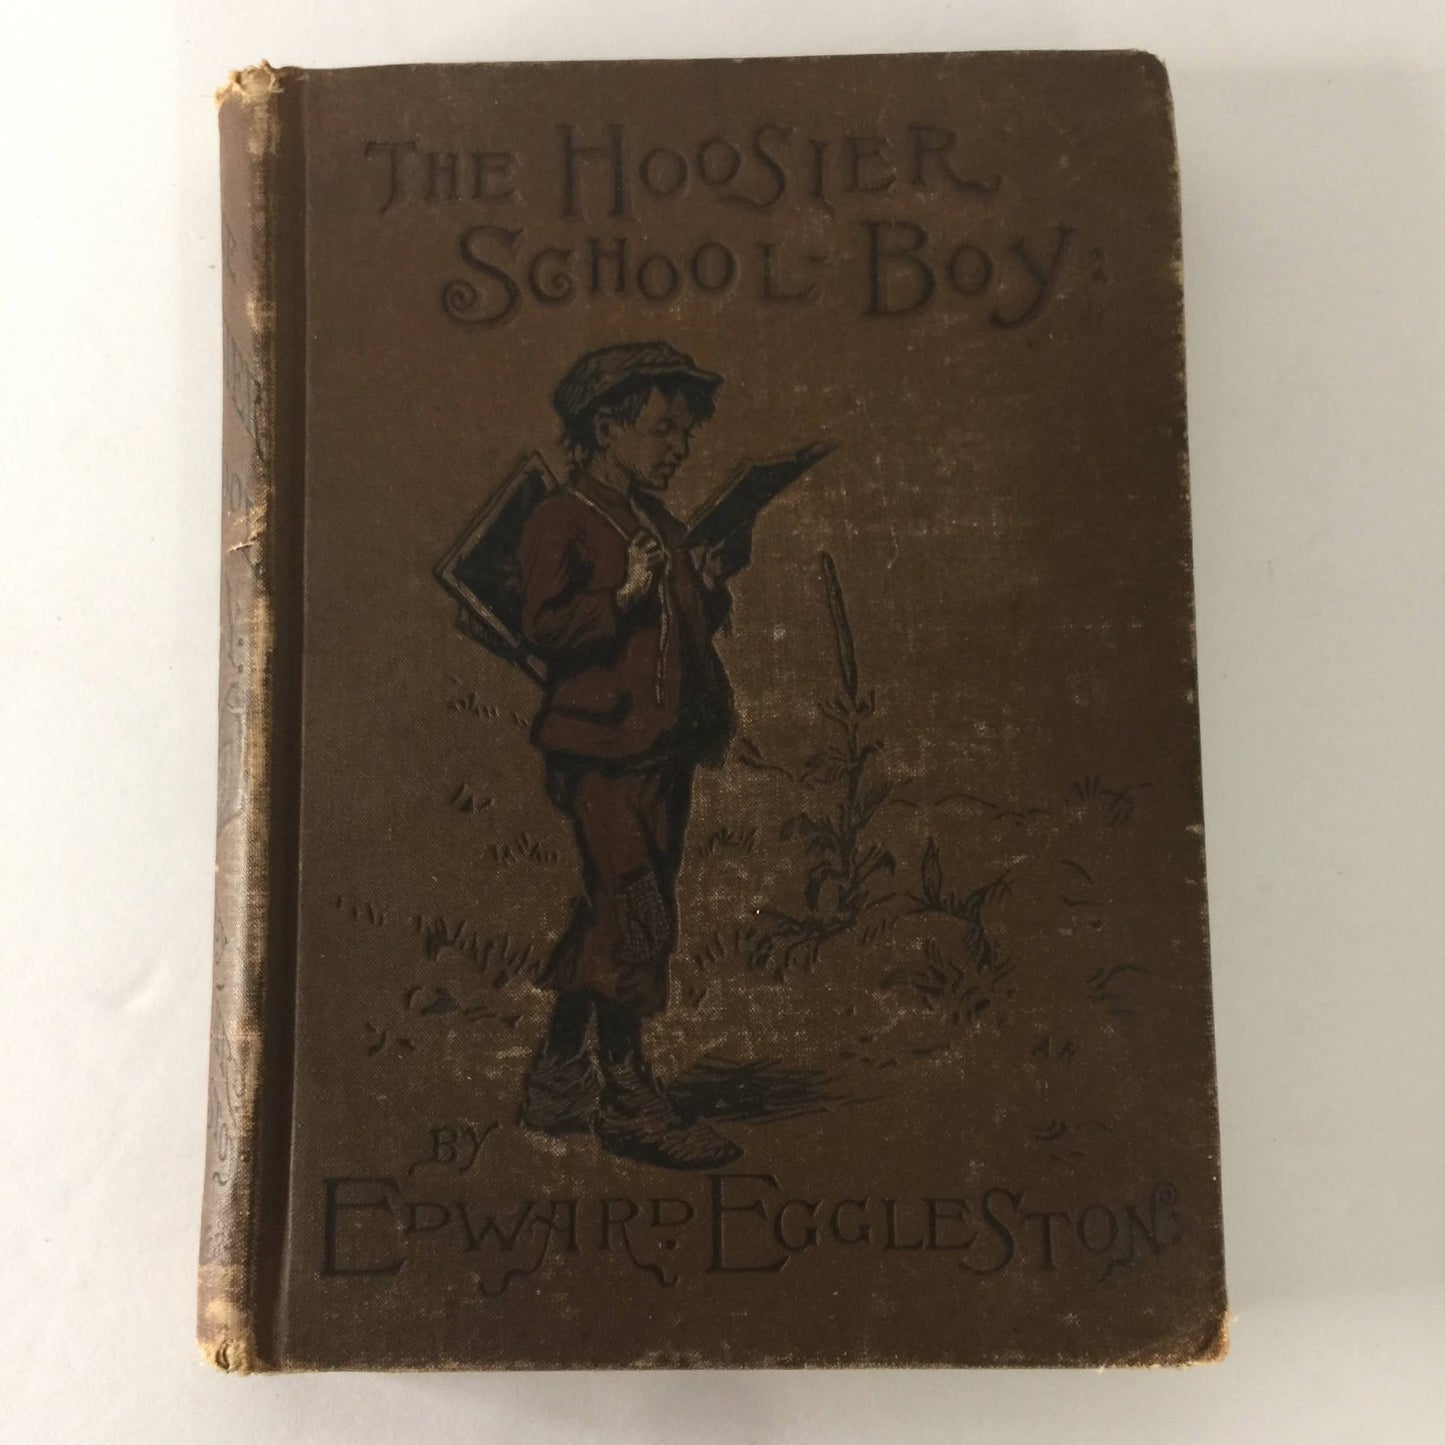 The Hoosier
School-Boy:
By
Edward. Eggleston: